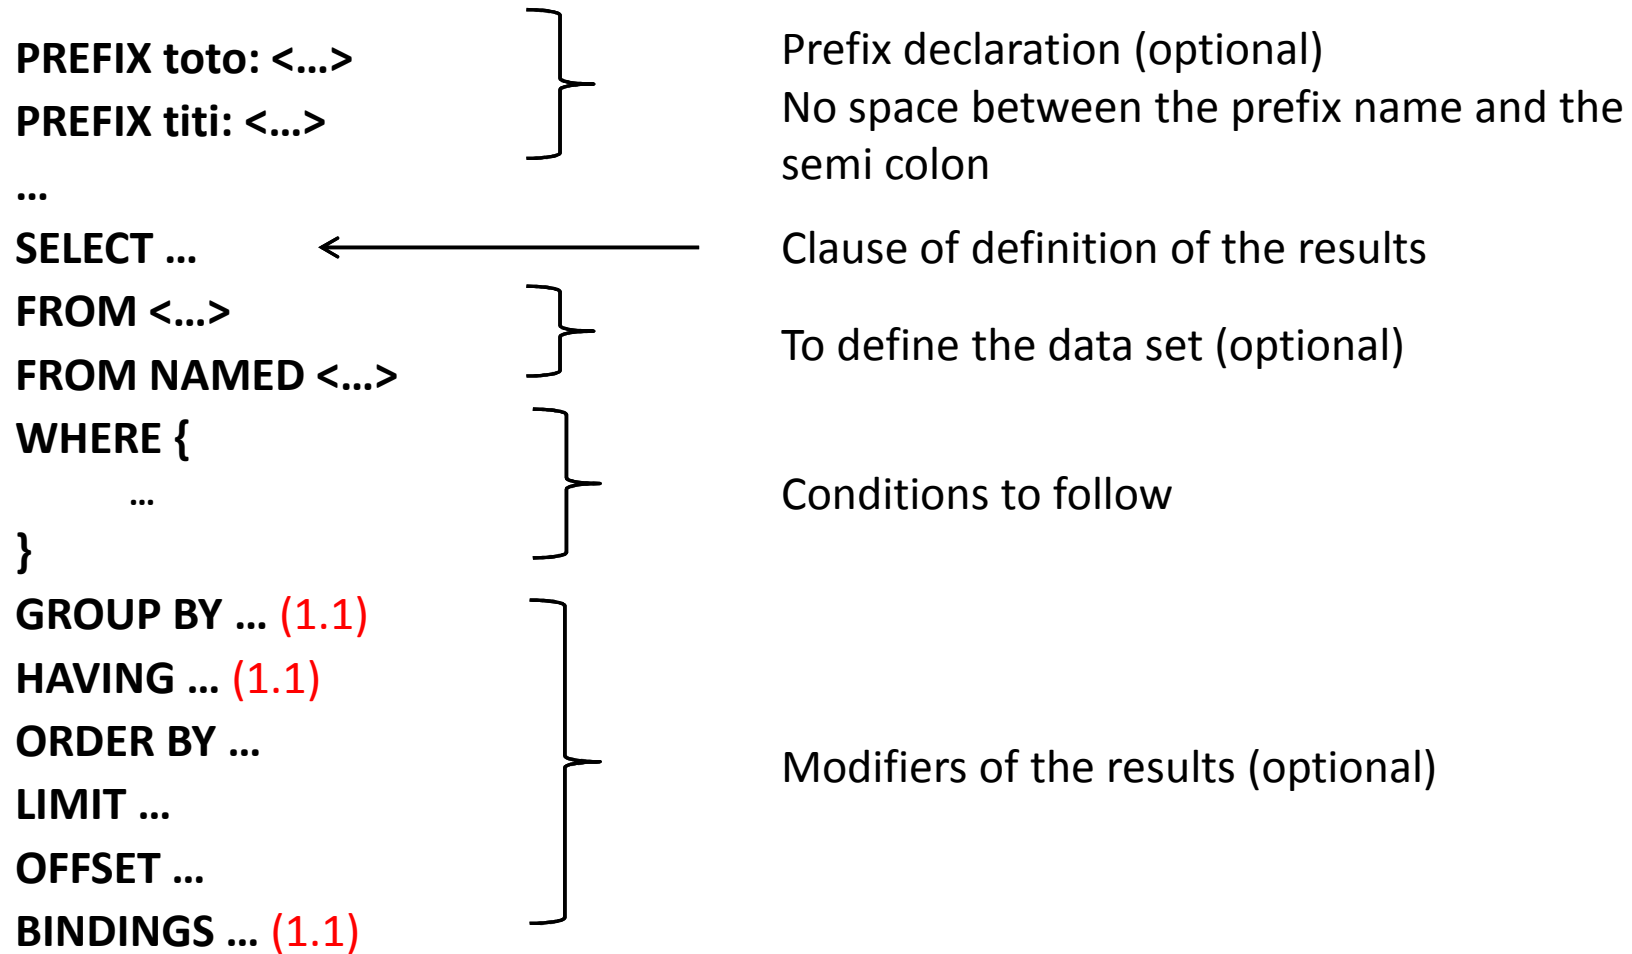 PREFIX toto: <...>
PREFIX titi: <...>
...
SELECT ...
FROM <...>
FROM NAMED <...>
WHERE {
...
}
GROUP BY ... (1.1)
HAVING ... (1.1)
ORDER BY ...
LIMIT ...
OFFSET ...
BINDINGS ... (1.1)
Prefix declaration (optional)
No space between the prefix name and the
semi colon
Clause of definition of the results
To define the data set (optional)
Conditions to follow
Modifiers of the results (optional)